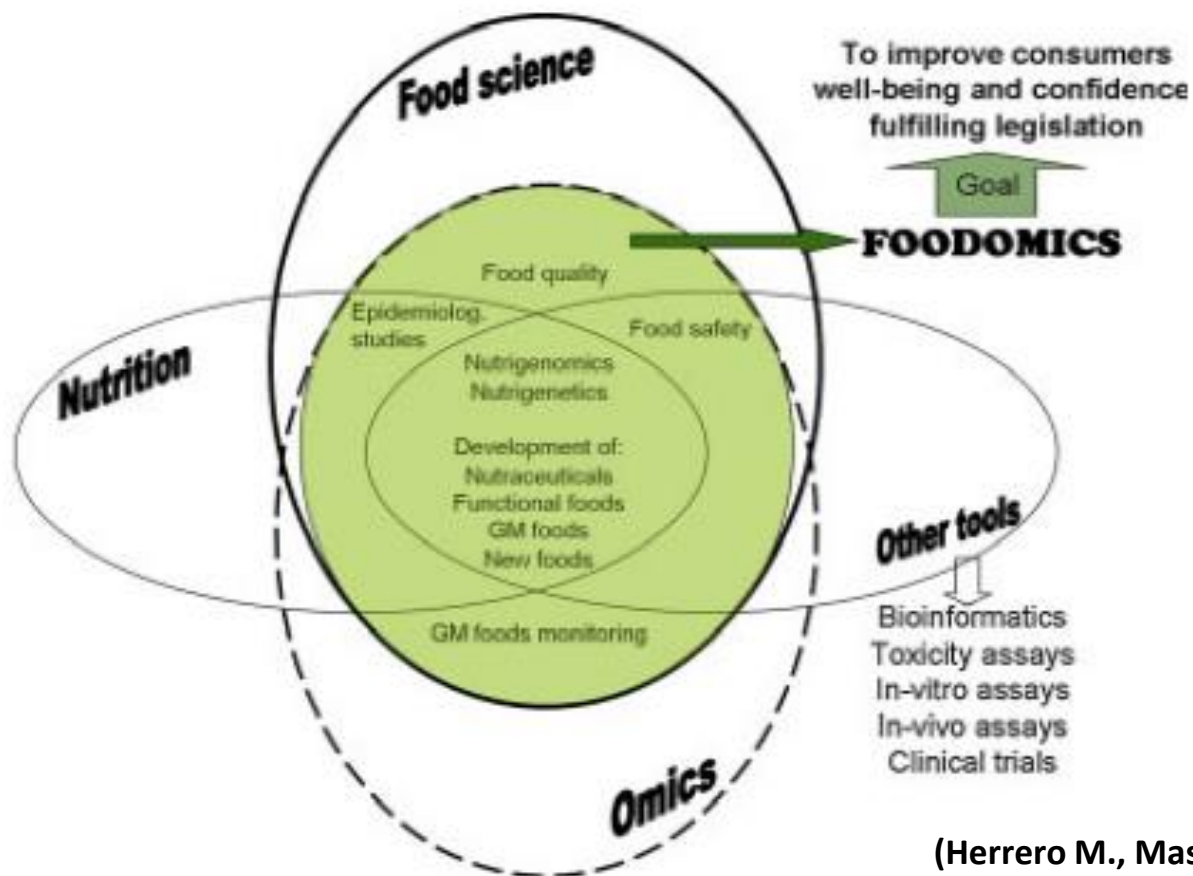 Food science
To improve consumers
well-being and confidence
fulfilling legislation
Goal
FOODOMICS
Food quality
Epidemiolog.
studies
Food safety
Nutrition
Nutrigenomics
Nutrigenetics
Development of:
Nutraceuticals
Functional foods
GM foods
New foods
Other tools
GM foods monitoring
Bioinformatics
Toxicity assays
In-vitro assays
In-vivo assays
Clinical trials
Omics
(Herrero M., Mas